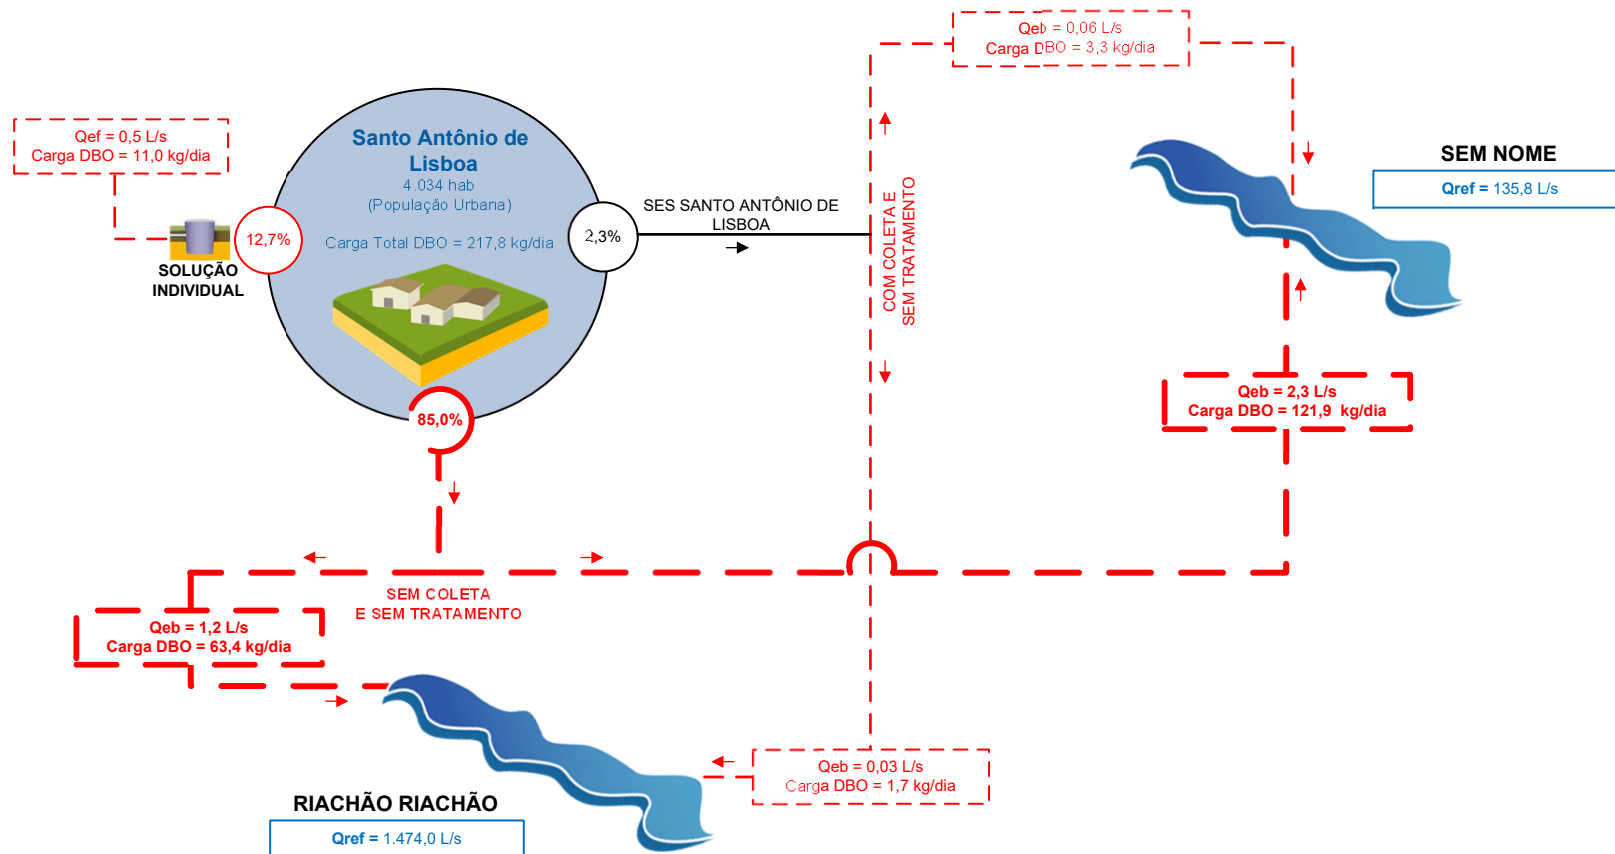 Qeb = 0,06 L/s
Carga DBO = 3,3 kg/dia
Qef = 0,5 L/s
Carga DBO = 11,0 kg/dia
Santo Antônio de
Lisboa
4.034 hab
(População Urbana)
Carga Total DBO = 217,8 kg/dia
12,7%
SOLUÇÃO
INDIVIDUAL
2,3%
SES SANTO ANTÔNIO DE
LISBOA
COM COLETA E
SEM TRATAMENTO
SEM NOME
Qref = 135,8 L/s
85,0%
Qeb = 2,3 L/s
Carga DBO = 121,9 kg/dia
SEM COLETA
E SEM TRATAMENTO
Qeb = 1,2 L/s
Carga DBO = 63,4 kg/dia
Qeb = 0,03 L/s
Carga DBO = 1,7 kg/dia
RIACHÃO RIACHÃO
Qref = 1.474,0 L/s